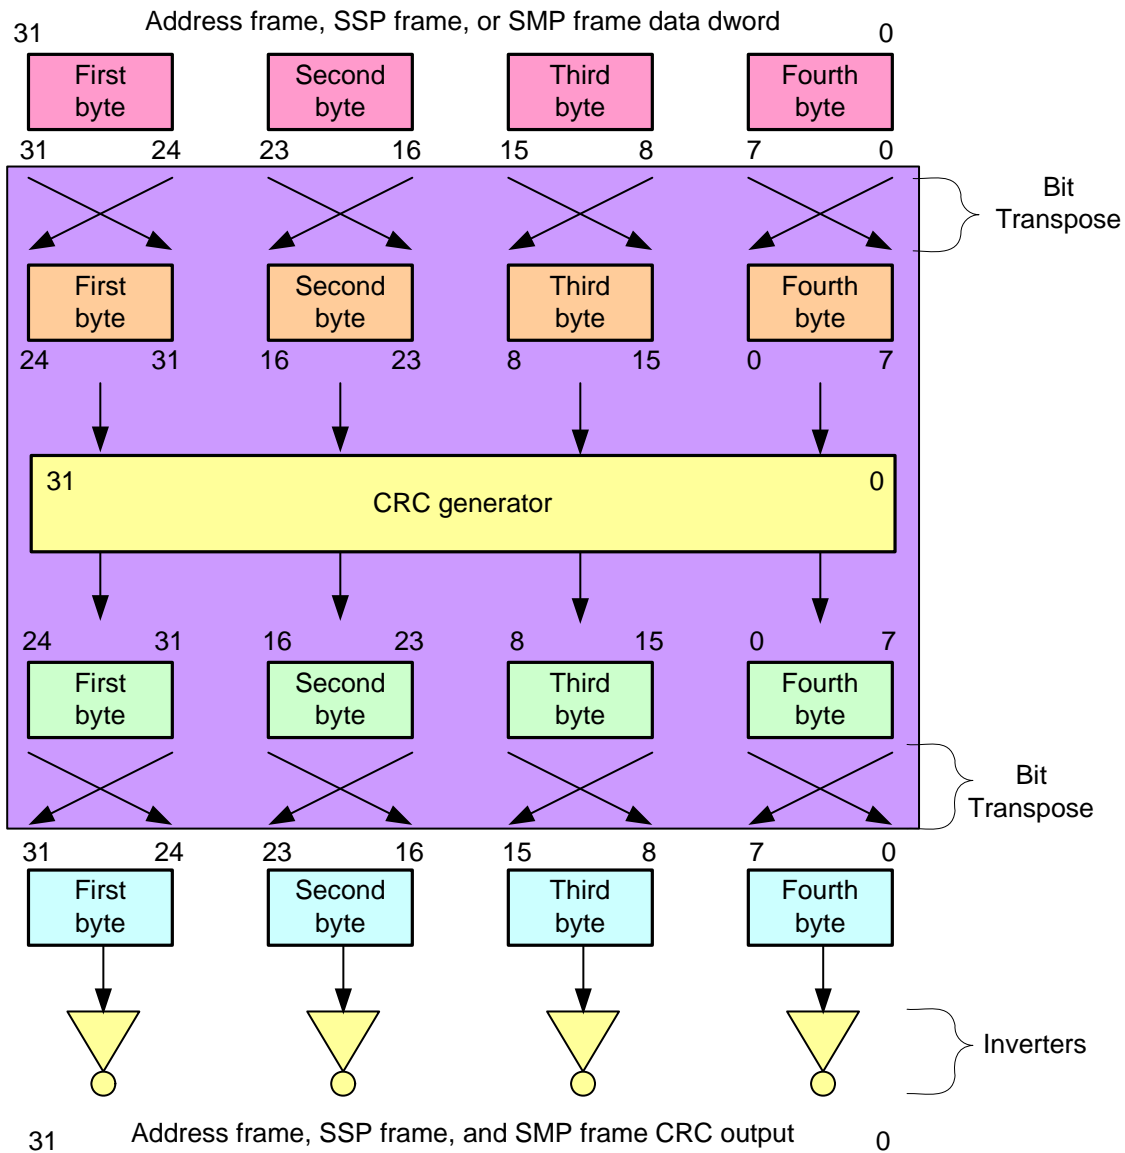 Address frame, SSP frame, or SMP frame data dword
31 0
First byte Second byte Third byte Fourth byte
31 24 23 16 15 8 7 0
Bit Transpose
First byte Second byte Third byte Fourth byte
24 31 16 23 8 15 0 7
31 CRC generator 0
24 31 16 23 8 15 0 7
First byte Second byte Third byte Fourth byte
Bit Transpose
31 24 23 16 15 8 7 0
First byte Second byte Third byte Fourth byte
Inverters
Address frame, SSP frame, and SMP frame CRC output
31 0